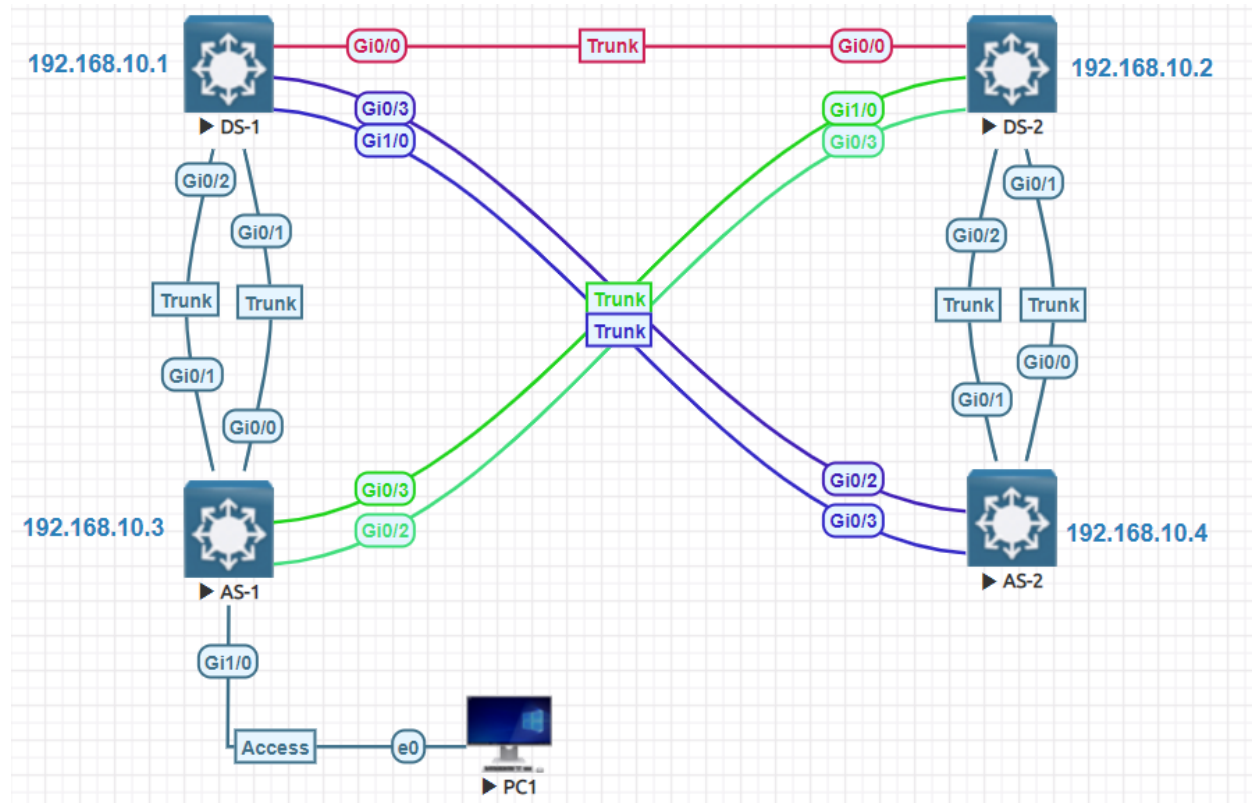 Gi0/0
Trunk
Gi0/0
192.168.10.1
192.168.10.2
Gi0/3
Gi1/0
Gi1/0
Gi0/3
DS-1
DS-2
Gi0/2
Gi0/1
Gi0/1
Gi0/2
Trunk
Trunk
Trunk
Trunk
Trunk
Trunk
Gi0/1
Gi0/0
Gi0/0
Gi0/1
Gi0/3
Gi0/2
Gi0/2
Gi0/3
192.168.10.3
192.168.10.4
AS-1
AS-2
Gi1/0
Access
e0
PC1